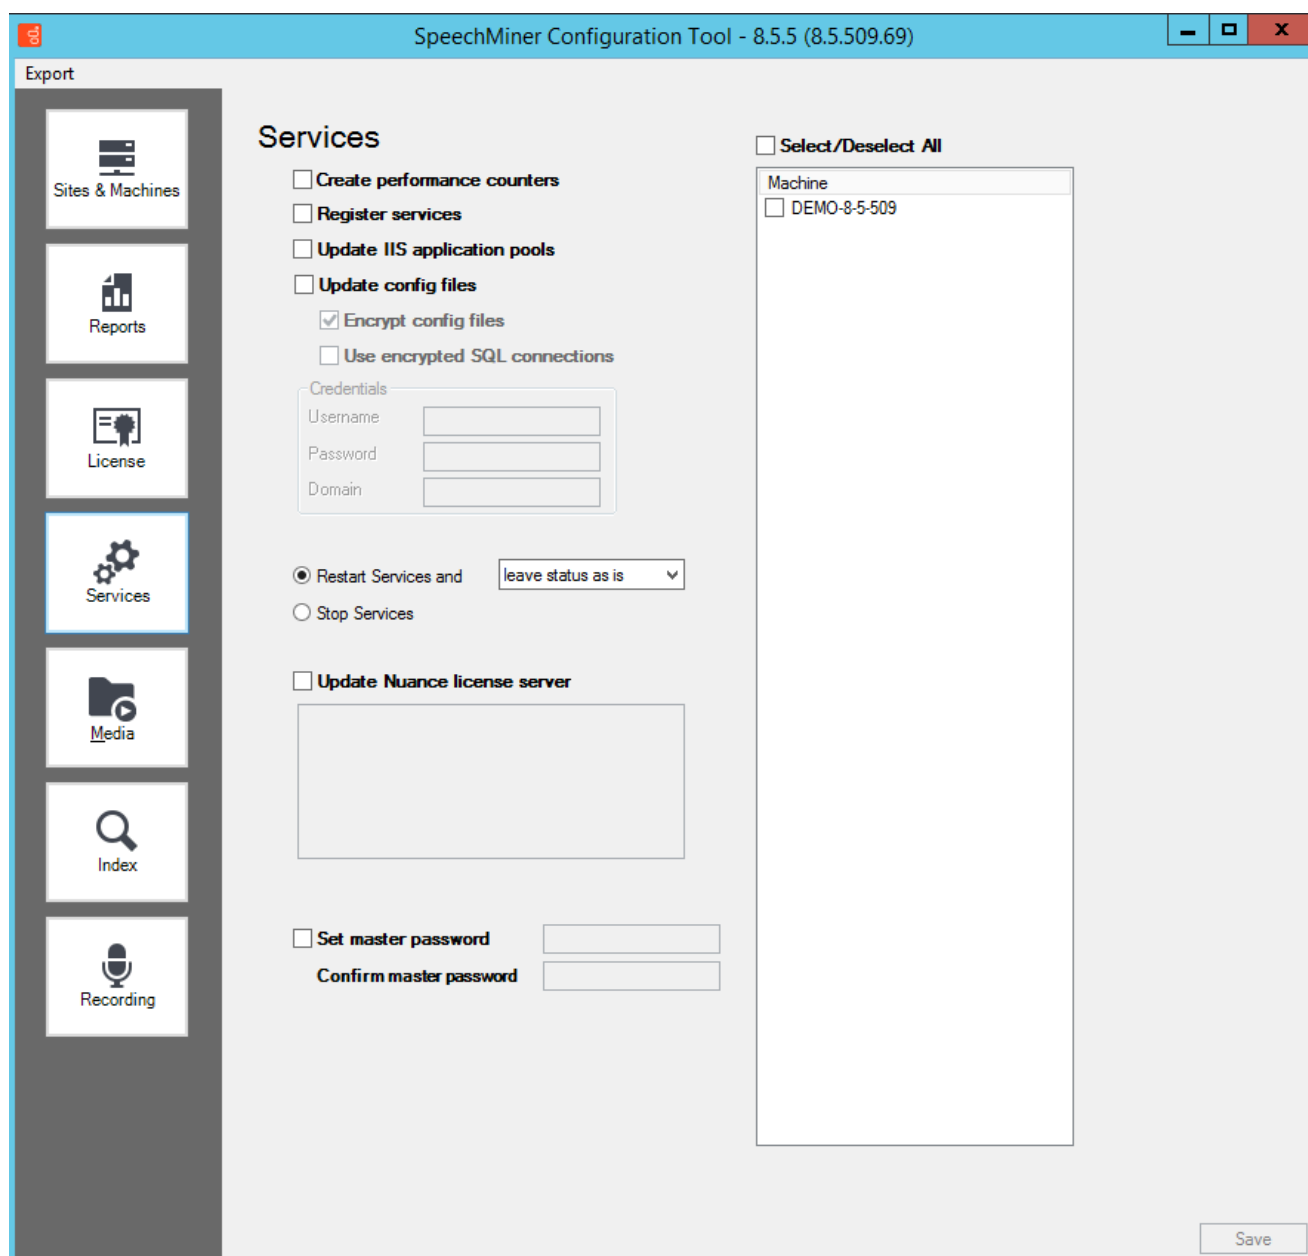 SpeechMiner Configuration Tool - 8.5.5 (8.5.509.69)
Export
Sites & Machines
Reports
License
Services
Media
Index
Recording
Services
Create performance counters
Register services
Update IIS application pools
Update config files
Encrypt config files
Use encrypted SQL connections
Credentials
Username
Password
Domain
Restart Services and leave status as is
Stop Services
Update Nuance license server
Set master password
Confirm master password
Select/Deselect All
Machine
DEMO-8-5-509
Save